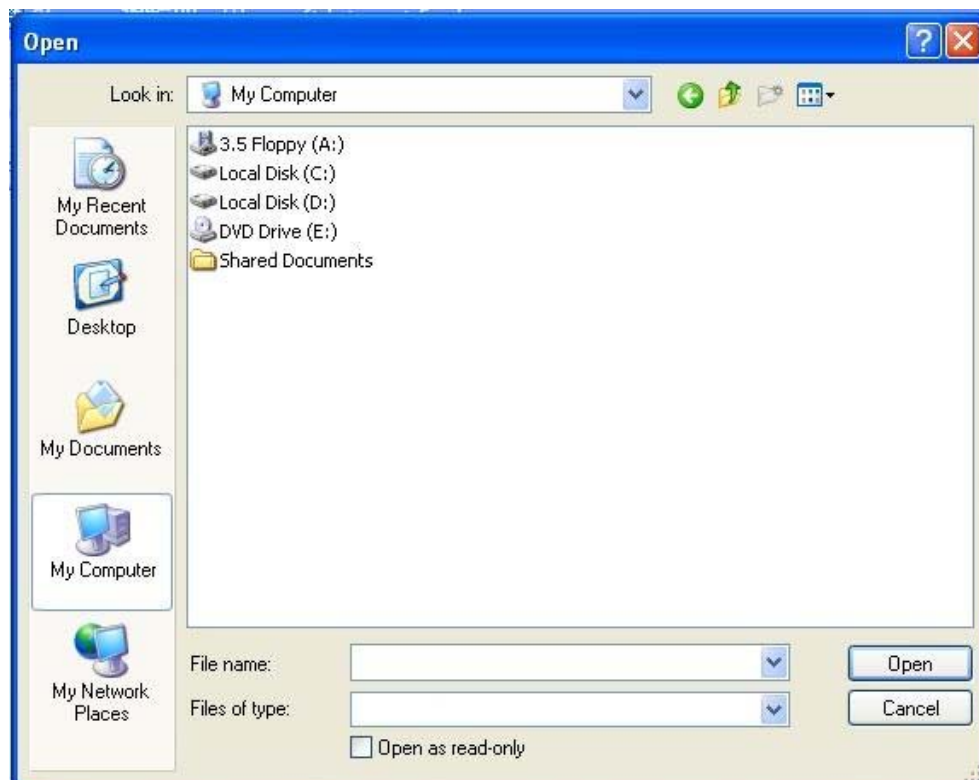 Open
Look in:
My Computer
3.5 Floppy (A:)
Local Disk (C:)
Local Disk (D:)
DVD Drive (E:)
Shared Documents
My Recent
Documents
Desktop
My Documents
My Computer
My Network
Places
File name:
Open
Files of type:
Cancel
Open as read-only